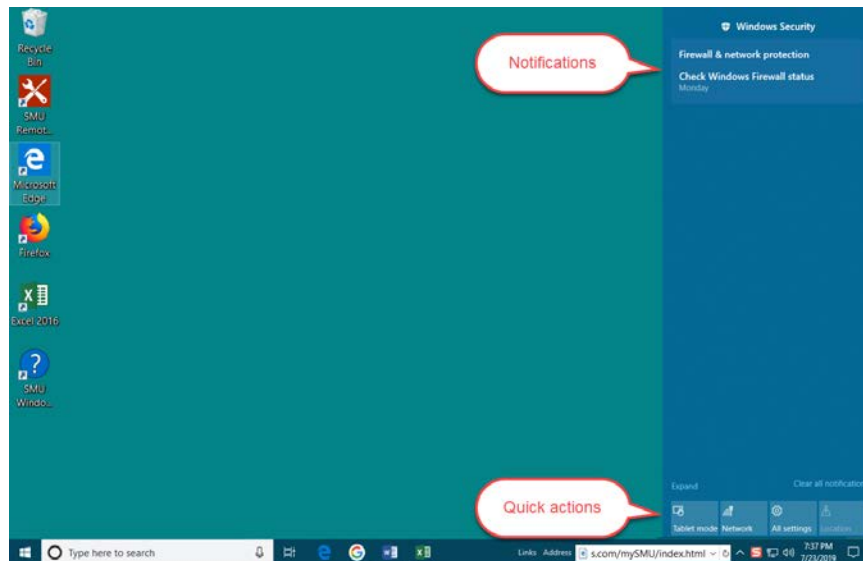 Recycle
Bin
SMU
Remot...
Microsoft
Edge
Firefox
Excel 2016
SMU
Windo...
Notifications
Windows Security
Firewall & network protection
Check Windows Firewall status
Monday
Quick actions
Expand
Clear all notification
Tablet mode
Network
All settings
Location
Type here to search
Links
Address
s.com/mySMU/index.html
7:37 PM
7/23/2019